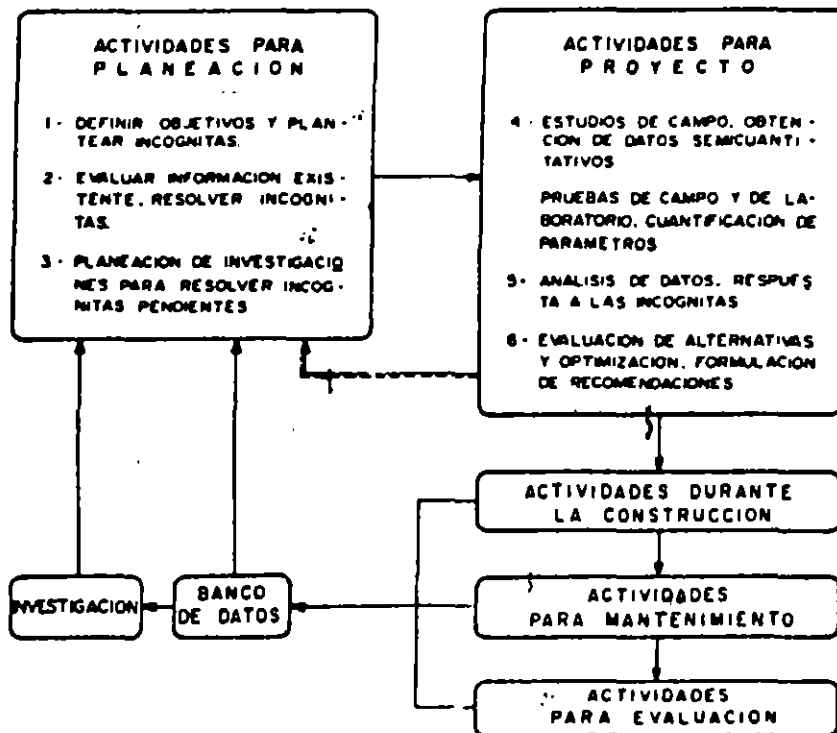 ACTIVIDADES PARA
PLANEACIÓN
1- DEFINIR OBJETIVOS Y PLAN-
TEAR INCOGNITAS.
2- EVALUAR INFORMACION EXIS-
TENTE, RESOLVER INCOGNI-
TAS.
3- PLANEACION DE INVESTIGACIO
NES PARA RESOLVER INCOG-
NITAS PENDIENTES
ACTIVIDADES PARA
PROYECTO
4- ESTUDIOS DE CAMPO. OBTEN-
CION DE DATOS SEMICUANTI-
TATIVOS
PRUEBAS DE CAMPO Y DE LA-
BORATORIO. CUANTIFICACIÓN DE
PARAMETROS
5- ANALISIS DE DATOS. RESPUES
TA A LAS INCOGNITAS
6- EVALUACION DE ALTERNATIVAS
Y OPTIMIZACION. FORMULACION
DE RECOMENDACIONES
ACTIVIDADES DURANTE
LA CONSTRUCCION
INVESTIGACION
BANCO
DE DATOS
ACTIVIDADES
PARA MANTENIMIENTO
ACTIVIDADES
PARA EVALUACION